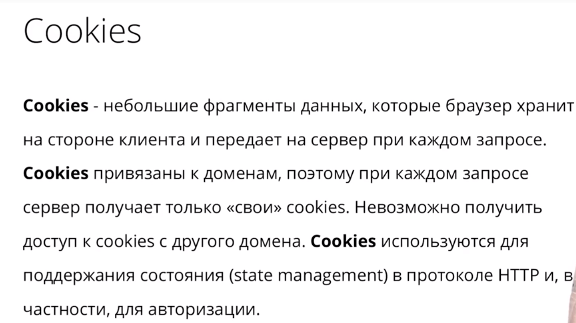 Cookies
Cookies - небольшие фрагменты данных, которые браузер хранит
на стороне клиента и передает на сервер при каждом запросе.
Cookies привязаны к доменам, поэтому при каждом запросе
сервер получает только «свои» cookies. Невозможно получить
доступ к cookies с другого домена. Cookies используются для
поддержания состояния (state management) в протоколе HTTP и, в
частности, для авторизации.